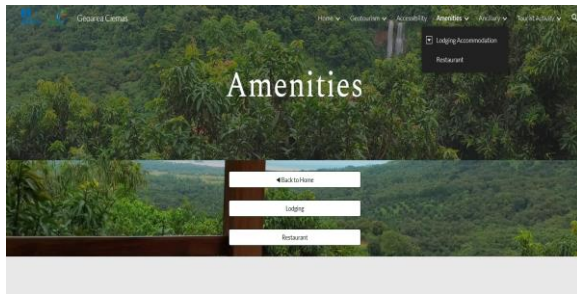 Geoarea Ciemas
Home Geotourism Accessibility Amenities Ancillary Tourist Activity
Lodging Accommodation
Restaurant
Amenities
Back to Home
Lodging
Restaurant